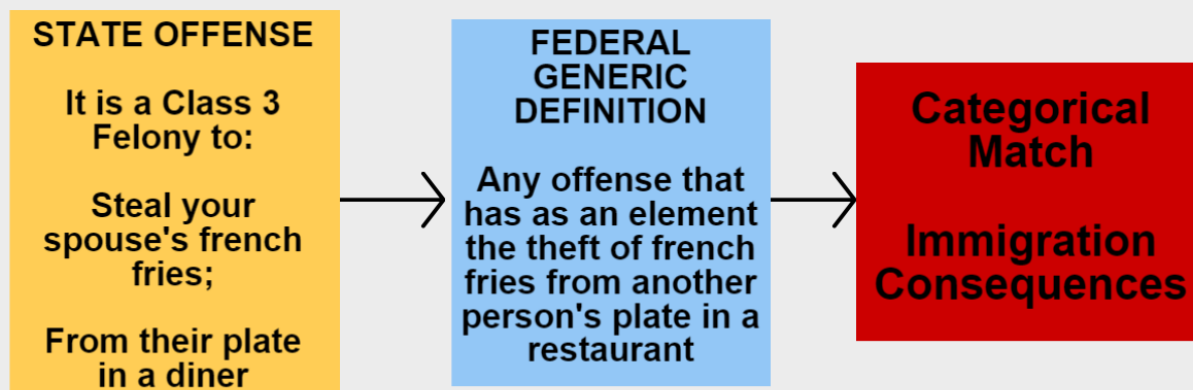 STATE OFFENSE
It is a Class 3
Felony to:
Steal your
spouse's french
fries;
From their plate
in a diner
FEDERAL
GENERIC
DEFINITION
Any offense that
has as an element
the theft of french
fries from another
person's plate in a
restaurant
Categorical
Match
Immigration
Consequences